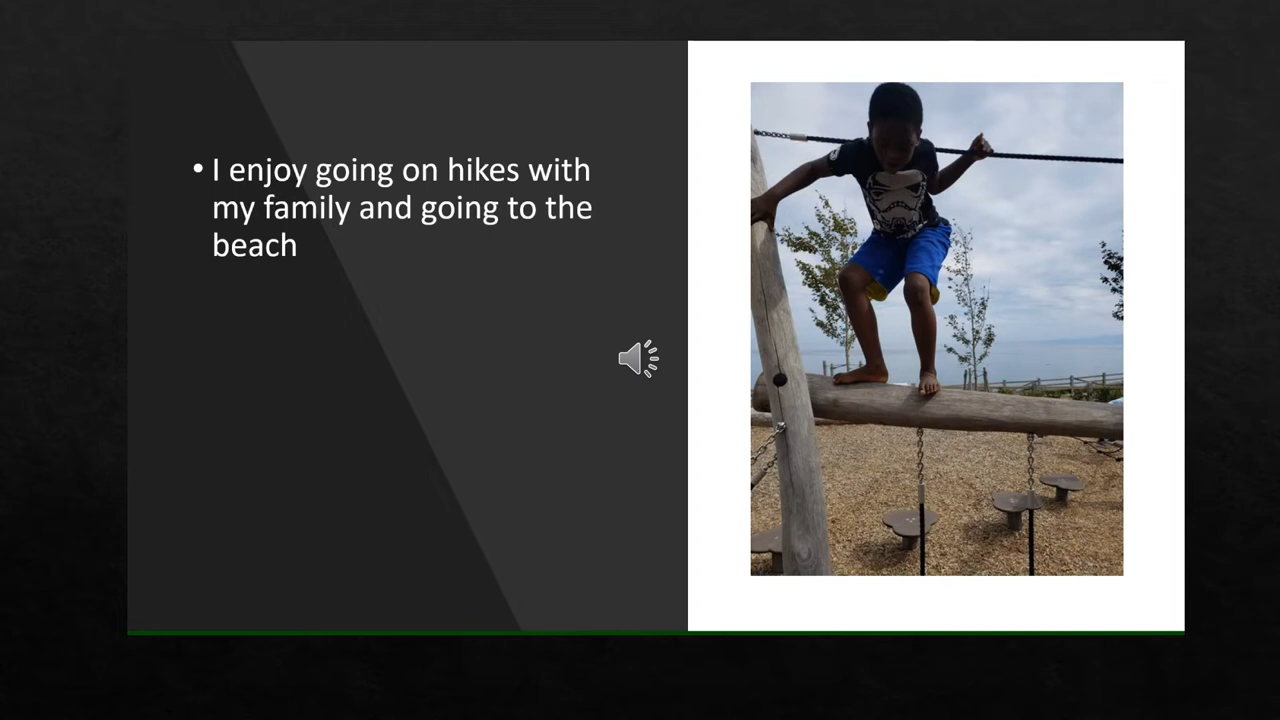 • I enjoy going on hikes with
my family and going to the
beach